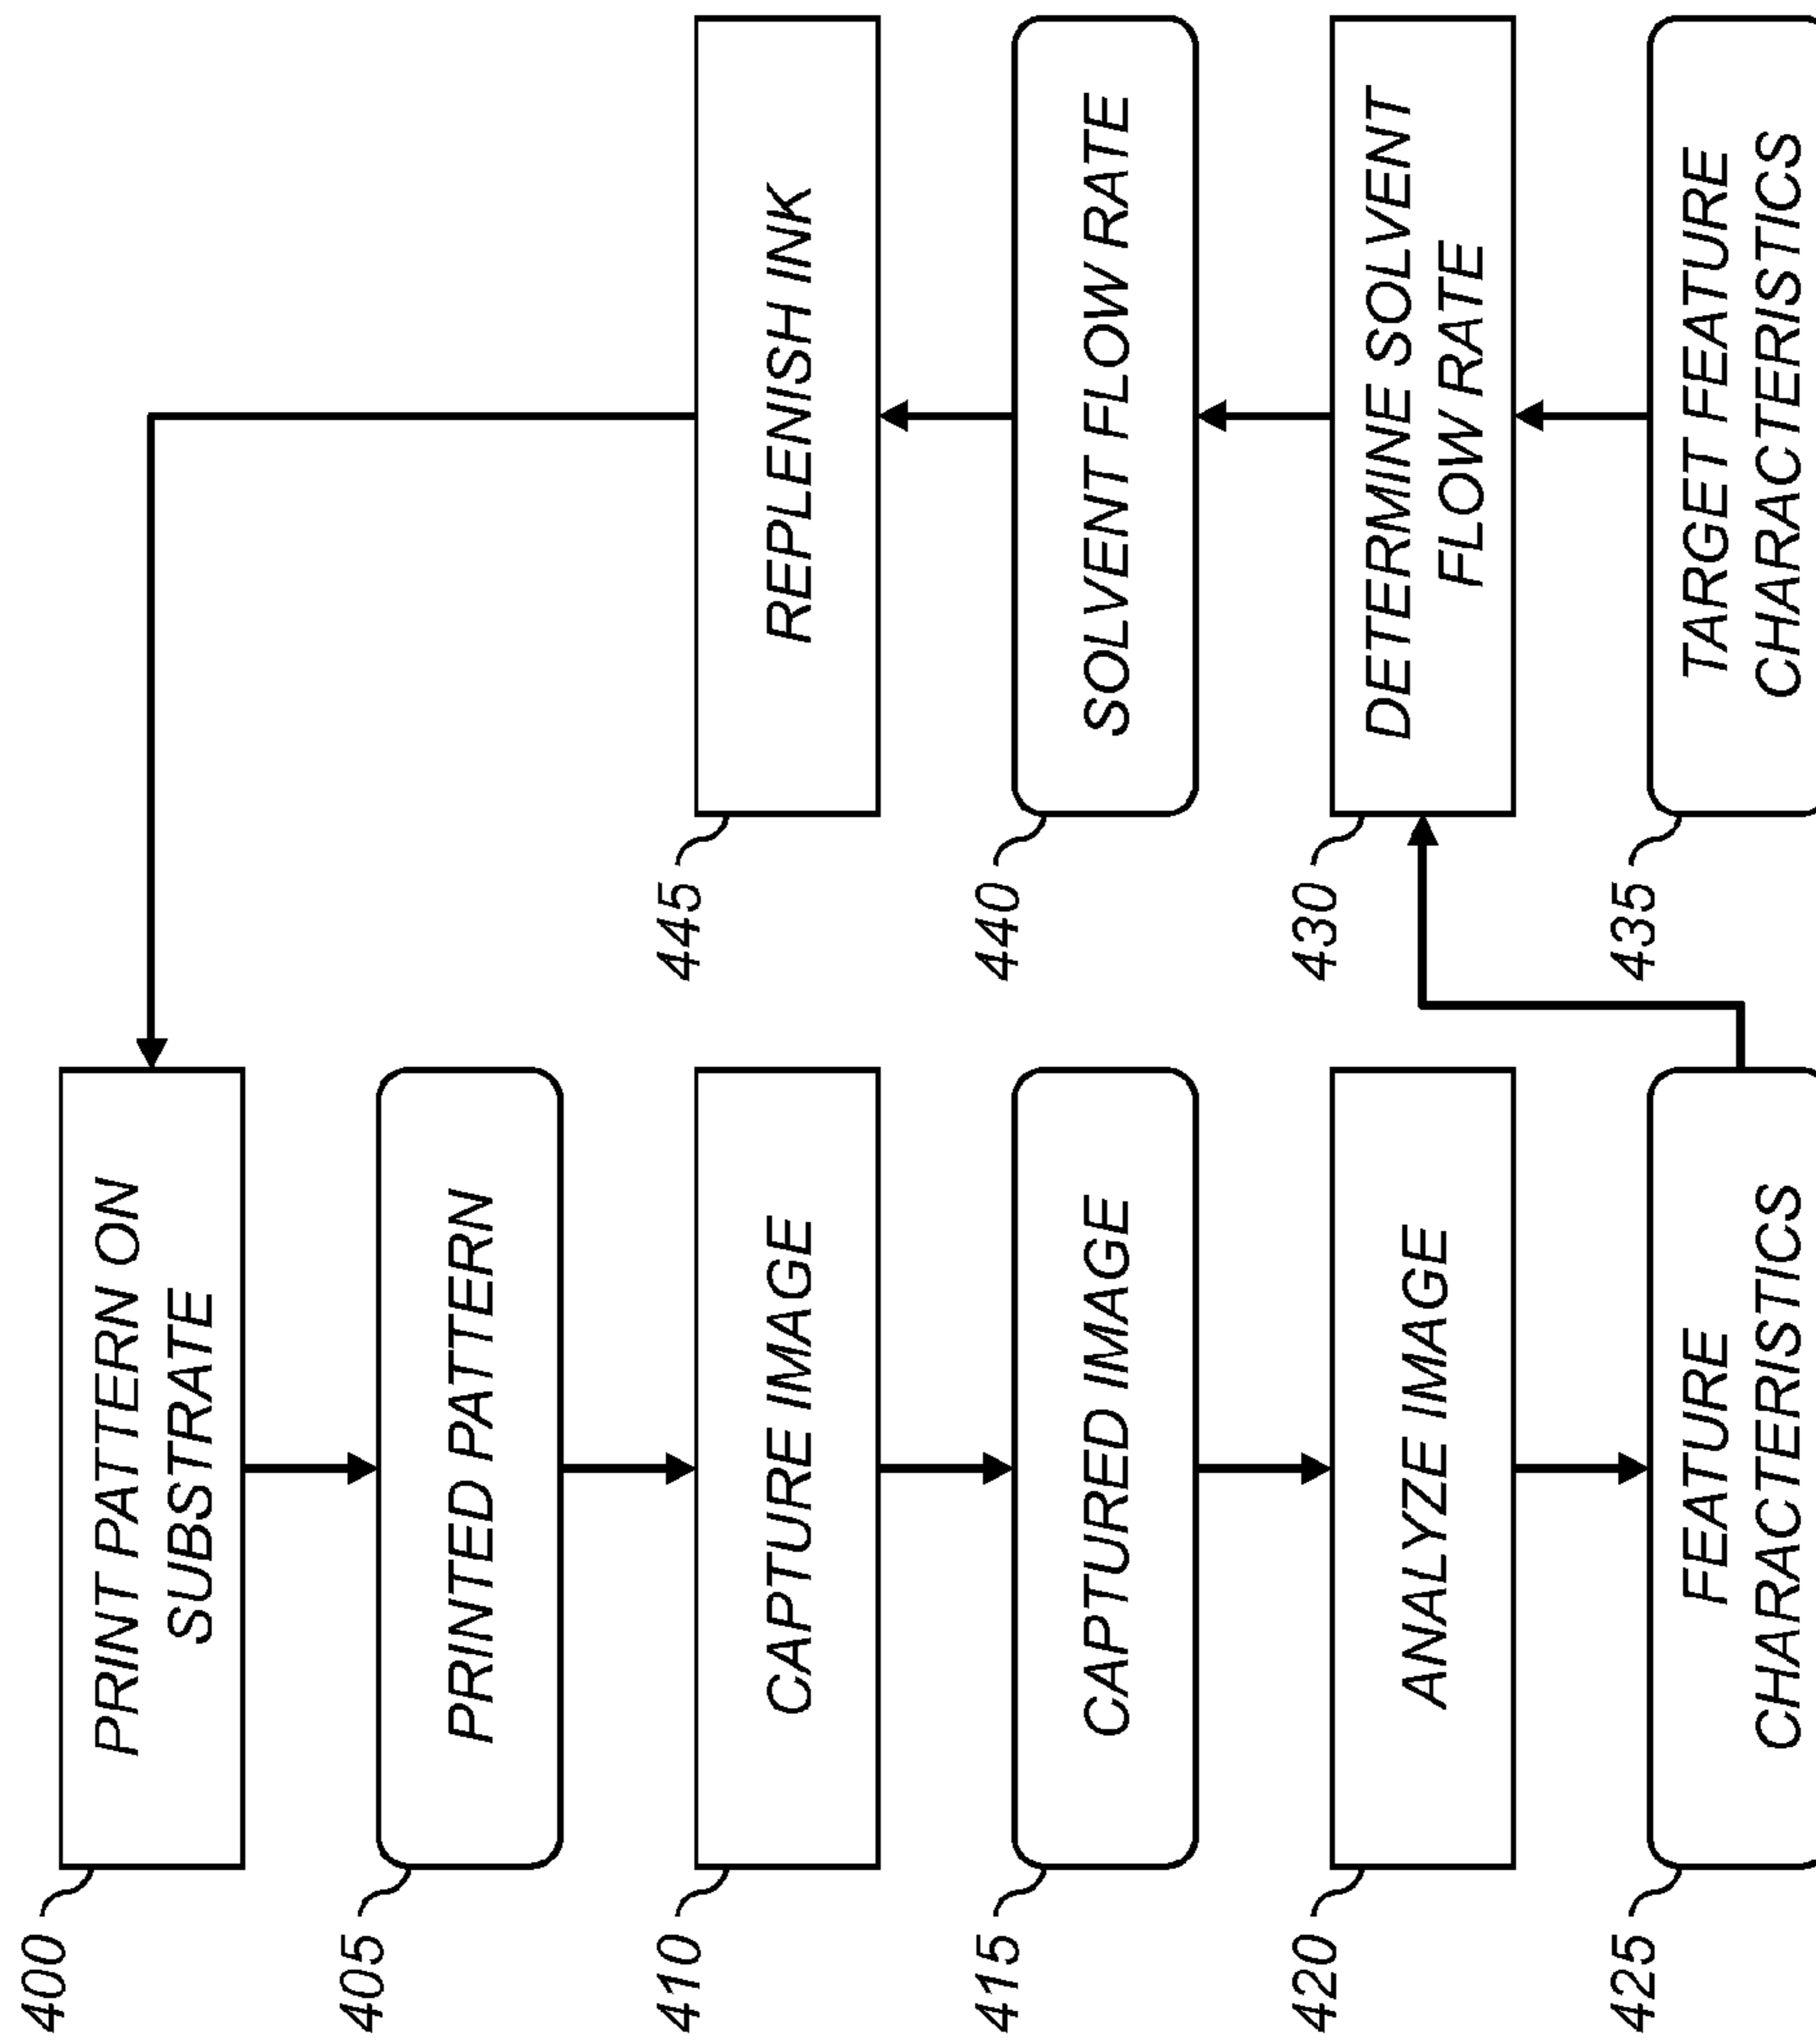 400
PRINT PATTERN ON
SUBSTRATE
405
PRINTED PATTERN
410
CAPTURE IMAGE
415
CAPTURED IMAGE
420
ANALYZE IMAGE
425
FEATURE
CHARACTERISTICS
445
REPLENISH INK
440
SOLVENT FLOW RATE
430
DETERMINE SOLVENT
FLOW RATE
435
TARGET FEATURE
CHARACTERISTICS